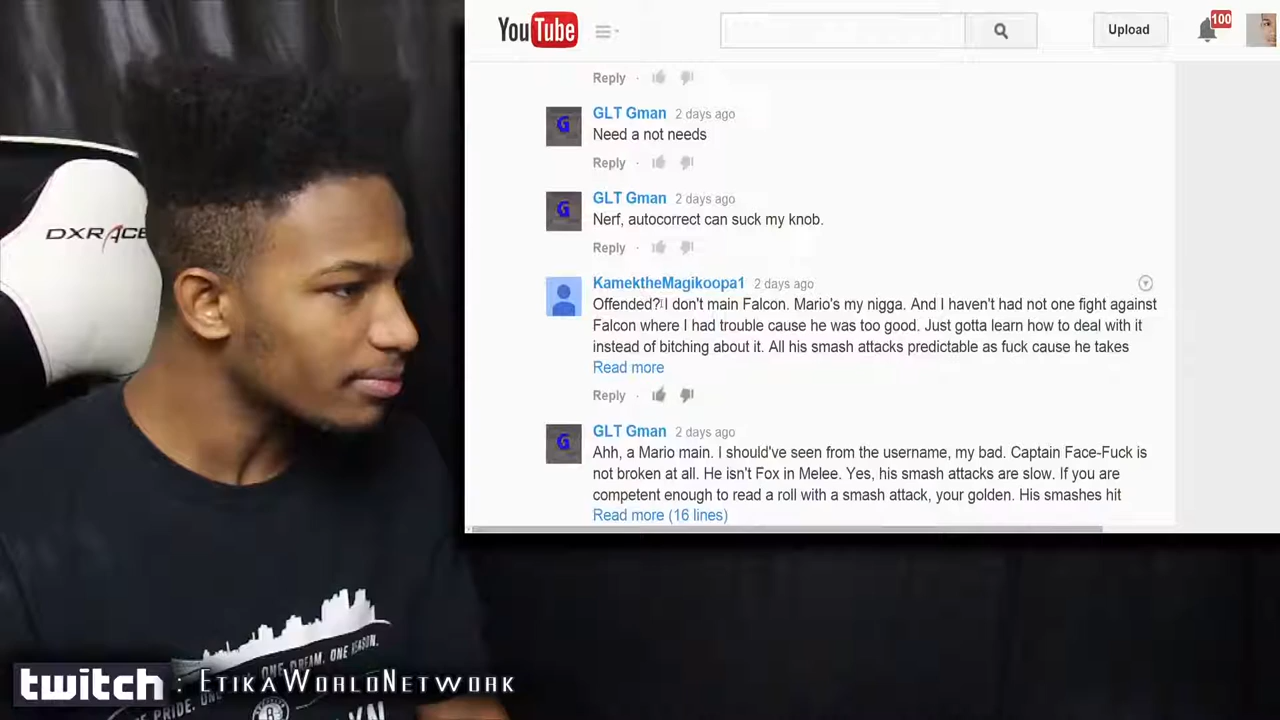 YouTube
Upload
100
Reply ·
GLT Gman 2 days ago
Need a not needs
Reply ·
GLT Gman 2 days ago
Nerf, autocorrect can suck my knob.
Reply ·
KamektheMagikoopa1 2 days ago
Offended? I don't main Falcon. Mario's my nigga. And I haven't had not one fight against
Falcon where I had trouble cause he was too good. Just gotta learn how to deal with it
instead of bitching about it. All his smash attacks predictable as fuck cause he takes
Read more
Reply ·
GLT Gman 2 days ago
Ahh, a Mario main. I should've seen from the username, my bad. Captain Face-Fuck is
not broken at all. He isn't Fox in Melee. Yes, his smash attacks are slow. If you are
competent enough to read a roll with a smash attack, your golden. His smashes hit
Read more (16 lines)
DXRACE
ONE DREAM. ONE REASON.
twitch : EtikaWorldNetwork
PRIDE.